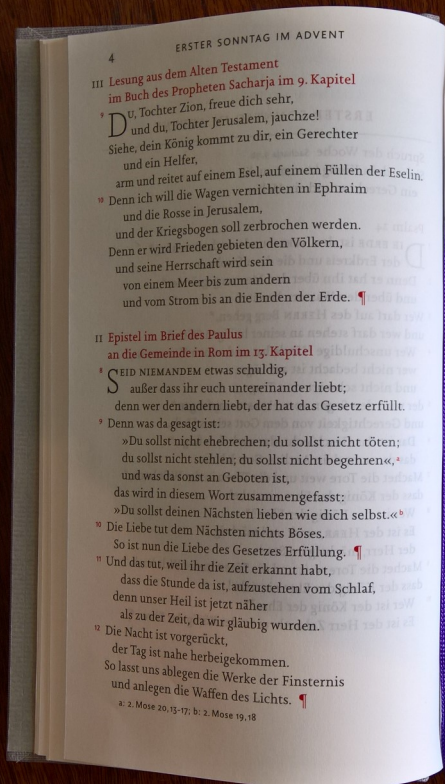 4
ERSTER SONNTAG IM ADVENT
III Lesung aus dem Alten Testament
im Buch des Propheten Sacharja im 9. Kapitel
9 DU, Tochter Zion, freue dich sehr,
und du, Tochter Jerusalem, jauchze!
Siehe, dein König kommt zu dir, ein Gerechter
und ein Helfer,
arm und reitet auf einem Esel, auf einem Füllen der Eselin.
10 Denn ich will die Wagen vernichten in Ephraim
und die Rosse in Jerusalem,
und der Kriegsbogen soll zerbrochen werden.
Denn er wird Frieden gebieten den Völkern,
und seine Herrschaft wird sein
von einem Meer bis zum andern
und vom Strom bis an die Enden der Erde. ¶
II Epistel im Brief des Paulus
an die Gemeinde in Rom im 13. Kapitel
8 SEID NIEMANDEM etwas schuldig,
außer dass ihr euch untereinander liebt;
denn wer den andern liebt, der hat das Gesetz erfüllt.
9 Denn was da gesagt ist:
»Du sollst nicht ehebrechen; du sollst nicht töten;
du sollst nicht stehlen; du sollst nicht begehren«,a
und was da sonst an Geboten ist,
das wird in diesem Wort zusammengefasst:
»Du sollst deinen Nächsten lieben wie dich selbst.«b
10 Die Liebe tut dem Nächsten nichts Böses.
So ist nun die Liebe des Gesetzes Erfüllung. ¶
11 Und das tut, weil ihr die Zeit erkannt habt,
dass die Stunde da ist, aufzustehen vom Schlaf,
denn unser Heil ist jetzt näher
als zu der Zeit, da wir gläubig wurden.
12 Die Nacht ist vorgerückt,
der Tag ist nahe herbeigekommen.
So lasst uns ablegen die Werke der Finsternis
und anlegen die Waffen des Lichts. ¶
a: 2. Mose 20,13-17; b: 2. Mose 19,18